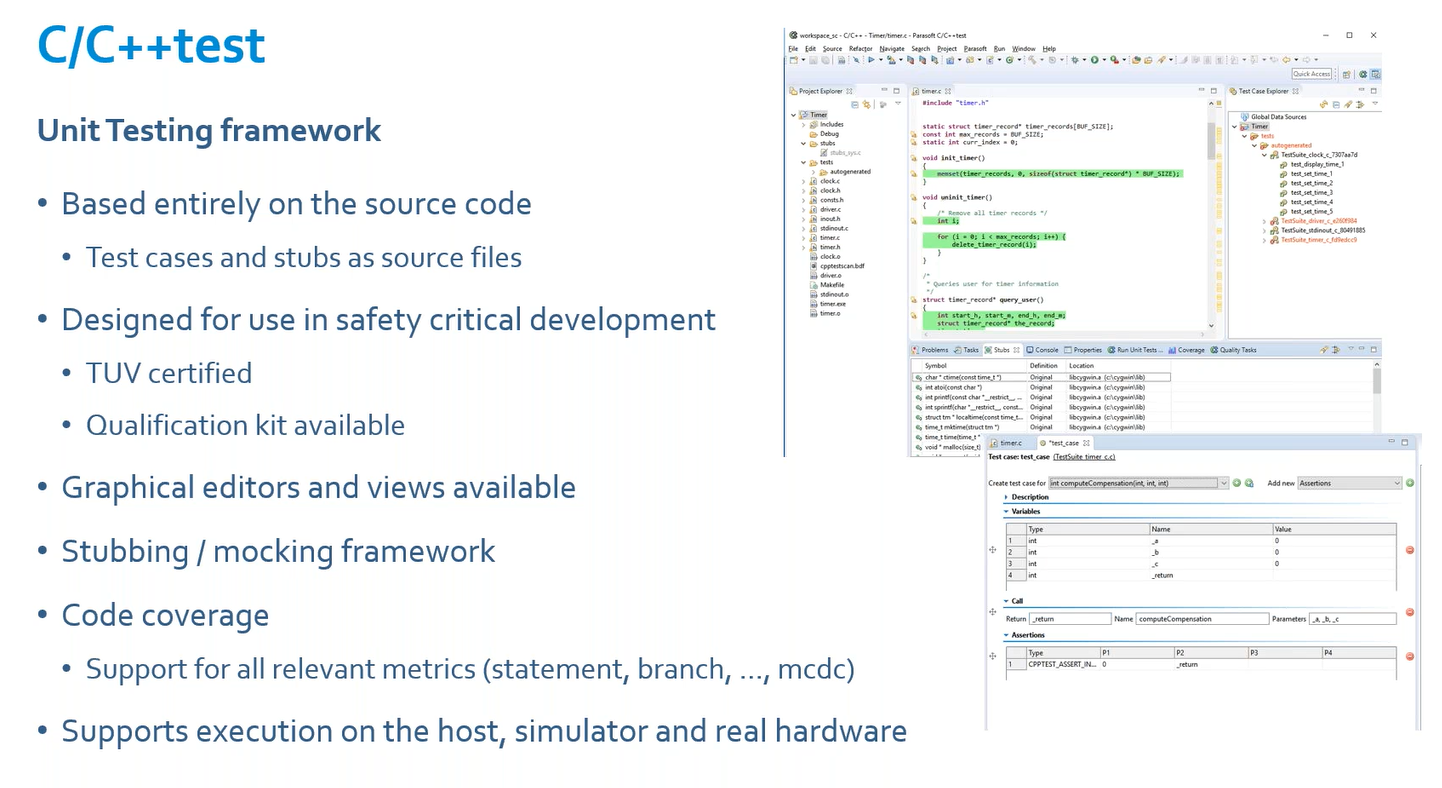 C/C++test
Unit Testing framework
• Based entirely on the source code
• Test cases and stubs as source files
• Designed for use in safety critical development
• TUV certified
• Qualification kit available
• Graphical editors and views available
• Stubbing / mocking framework
• Code coverage
• Support for all relevant metrics (statement, branch, ..., mcdc)
• Supports execution on the host, simulator and real hardware
workspace_sc - C/C++ - Timer/timer.c - Parasoft C/C++test
File Edit Source Refactor Navigate Search Project Parasoft Run Window Help
Quick Access
Project Explorer
Timer
Includes
Debug
stubs
stubs_sys.c
tests
autogenerated
clock.c
clock.h
consts.h
driver.c
inout.h
stdinout.c
timer.c
timer.h
clock.o
cpptestscan.bdf
driver.o
Makefile
stdinout.o
timer.exe
timer.o
timer.c
#include "timer.h"
static struct timer_record* timer_records[BUF_SIZE];
const int max_records = BUF_SIZE;
static int curr_index = 0;
void init_timer()
{
memset(timer_records, 0, sizeof(struct timer_record*) * BUF_SIZE);
}
void uninit_timer()
{
/* Remove all timer records */
int i;
for (i = 0; i < max_records; i++) {
delete_timer_record(i);
}
}
/*
* Queries user for timer information
*/
struct timer_record* query_user()
{
int start_h, start_m, end_h, end_m;
struct timer_record* the_record;
Test Case Explorer
Global Data Sources
Timer
tests
autogenerated
TestSuite_clock_c_7307aa7d
test_display_time_1
test_set_time_1
test_set_time_2
test_set_time_3
test_set_time_4
test_set_time_5
TestSuite_driver_c_e260f984
TestSuite_stdinout_c_80491885
TestSuite_timer_c_fd9edcc9
Problems Tasks Stubs Console Properties Run Unit Tests ... Coverage Quality Tasks
Symbol Definition Location
char * ctime(const time_t *) Original libcygwin.a (c:\cygwin\lib)
int atoi(const char *) Original libcygwin.a (c:\cygwin\lib)
int printf(const char *__restrict__, ... Original libcygwin.a (c:\cygwin\lib)
int sprintf(char *__restrict__, const... Original libcygwin.a (c:\cygwin\lib)
struct tm * localtime(const time_t... Original libcygwin.a (c:\cygwin\lib)
time_t mktime(struct tm *) Original libcygwin.a (c:\cygwin\lib)
time_t time(time_t *
void * malloc(size_t)
timer.c *test_case
Test case: test_case (TestSuite timer c.c)
Create test case for int computeCompensation(int, int, int) Add new Assertions
Description
Variables
Type Name Value
1 int _a 0
2 int _b 0
3 int _c 0
4 int _return
Call
Return _return Name computeCompensation Parameters _a, _b, _c
Assertions
Type P1 P2 P3 P4
1 CPPTEST_ASSERT_IN... 0 _return